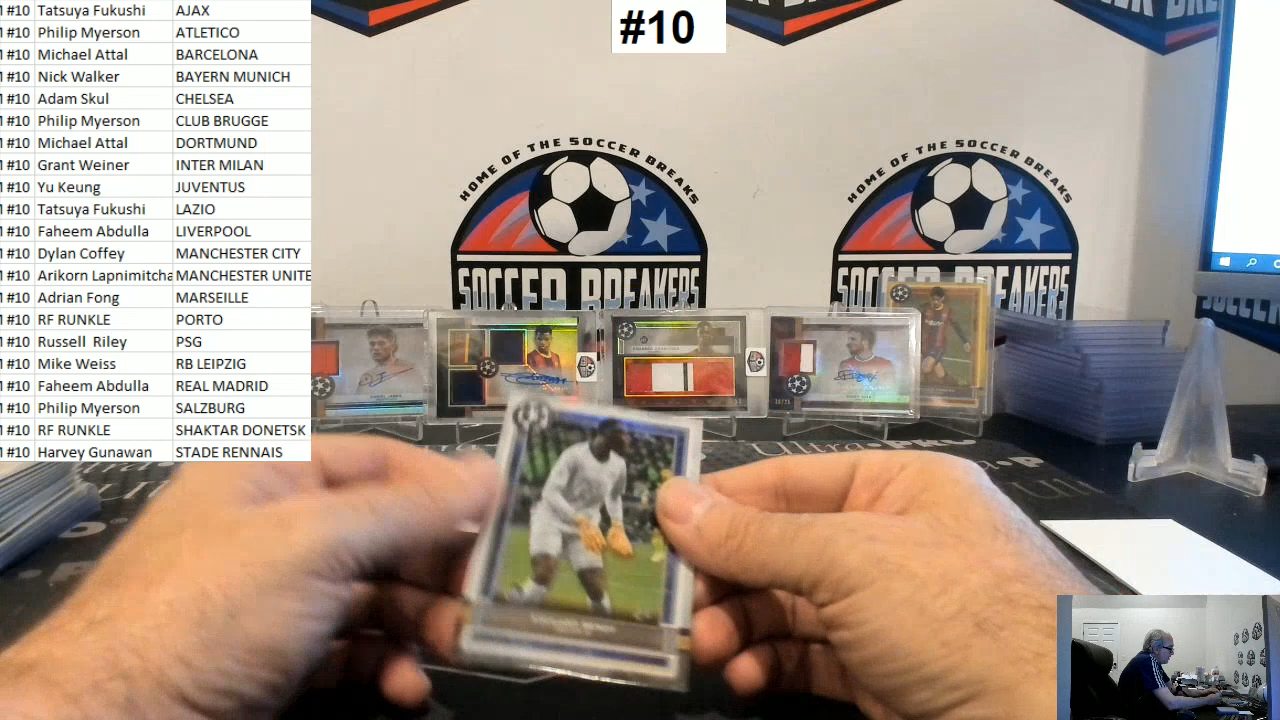 #10 Tatsuya Fukushi AJAX
#10 Philip Myerson ATLETICO
#10 Michael Attal BARCELONA
#10 Nick Walker BAYERN MUNICH
#10 Adam Skul CHELSEA
#10 Philip Myerson CLUB BRUGGE
#10 Michael Attal DORTMUND
#10 Grant Weiner INTER MILAN
#10 Yu Keung JUVENTUS
#10 Tatsuya Fukushi LAZIO
#10 Faheem Abdulla LIVERPOOL
#10 Dylan Coffey MANCHESTER CITY
#10 Arikorn Lapnimitcha MANCHESTER UNITE
#10 Adrian Fong MARSEILLE
#10 RF RUNKLE PORTO
#10 Russell Riley PSG
#10 Mike Weiss RB LEIPZIG
#10 Faheem Abdulla REAL MADRID
#10 Philip Myerson SALZBURG
#10 RF RUNKLE SHAKTAR DONETSK
#10 Harvey Gunawan STADE RENNAIS
#10
HOME OF THE SOCCER BREAKS
SOCCER BREAKERS
HOME OF THE SOCCER BREAKS